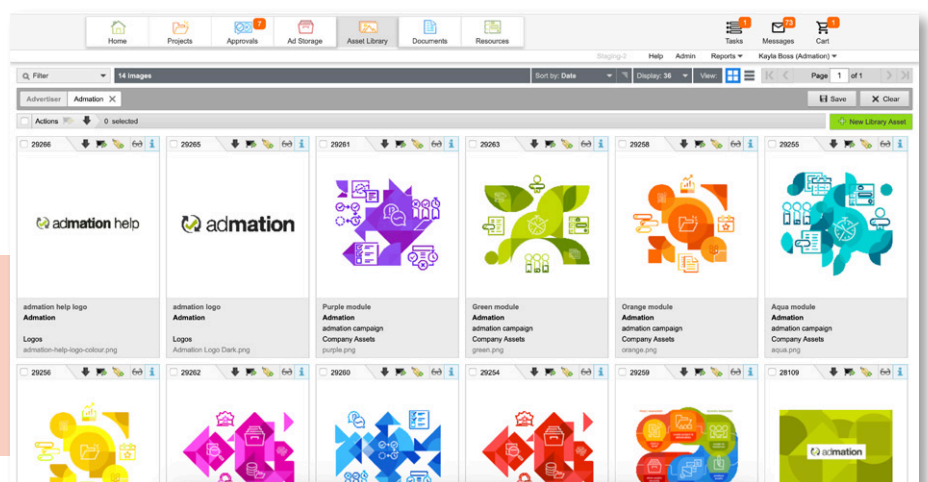 7
1
73
1
Home Projects Approvals Ad Storage Asset Library Documents Resources Tasks Messages Cart
Staging-2 Help Admin Reports Kayla Boss (Admation)
Filter 14 images Sort by: Date Display: 36 View: Page 1 of 1
Advertiser Admation X Save X Clear
Actions 0 selected New Library Asset
29266 29265 29261 29263 29258 29255
admation help admation
admation help logo admation logo Purple module Green module Orange module Aqua module
Admation Admation Admation Admation Admation Admation
admation campaign admation campaign admation campaign admation campaign
Logos Logos Company Assets Company Assets Company Assets Company Assets
admation-help-logo-colour.png Admation Logo Dark.png purple.png green.png orange.png aqua.png
29256 29262 29260 29254 29259 28109
admation